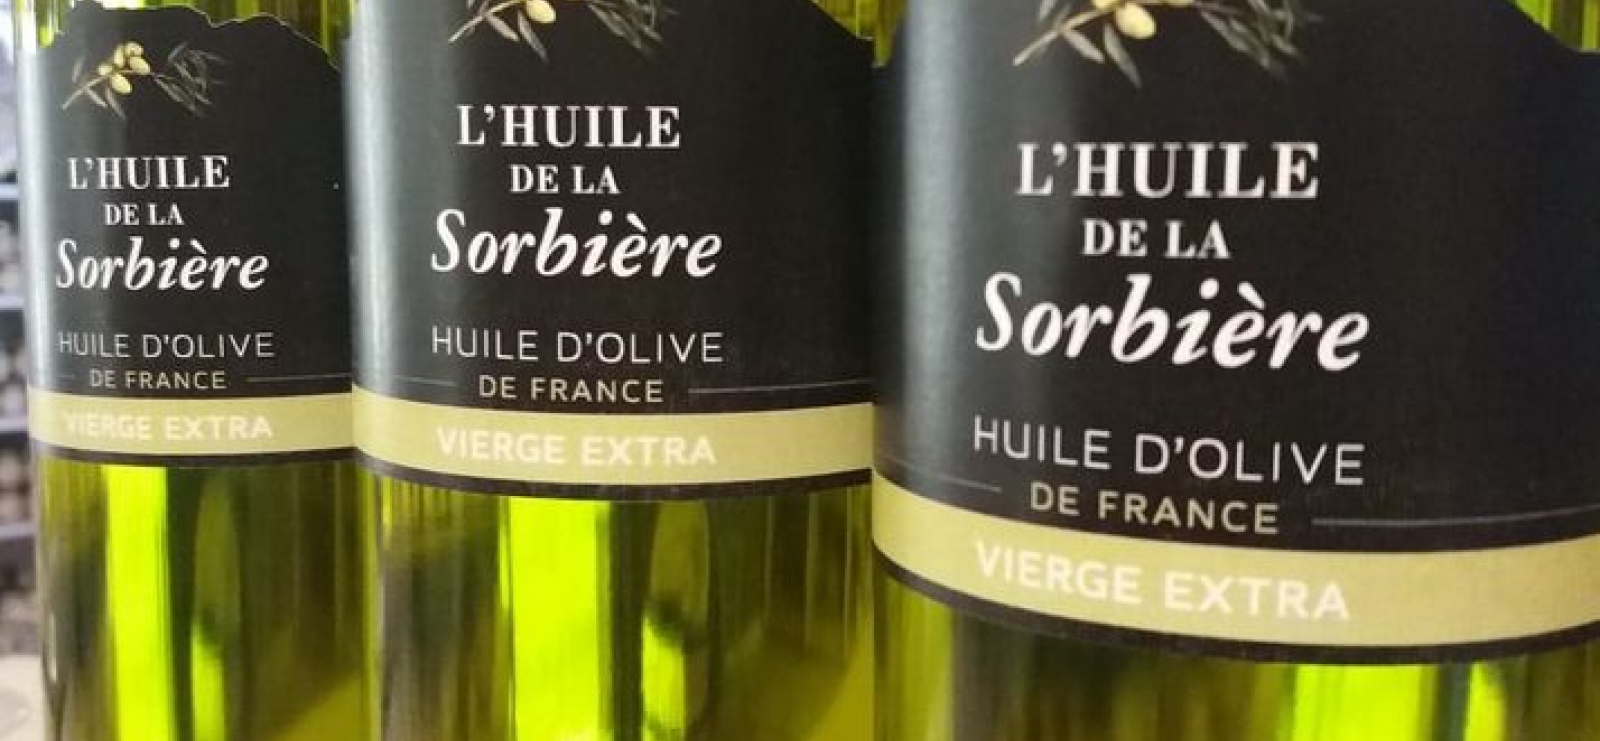 L'HUILE
DE LA
Sorbière
HUILE D'OLIVE
DE FRANCE
VIERGE EXTRA
L'HUILE
DE LA
Sorbière
HUILE D'OLIVE
DE FRANCE
VIERGE EXTRA
L'HUILE
DE LA
Sorbière
HUILE D'OLIVE
DE FRANCE
VIERGE EXTRA